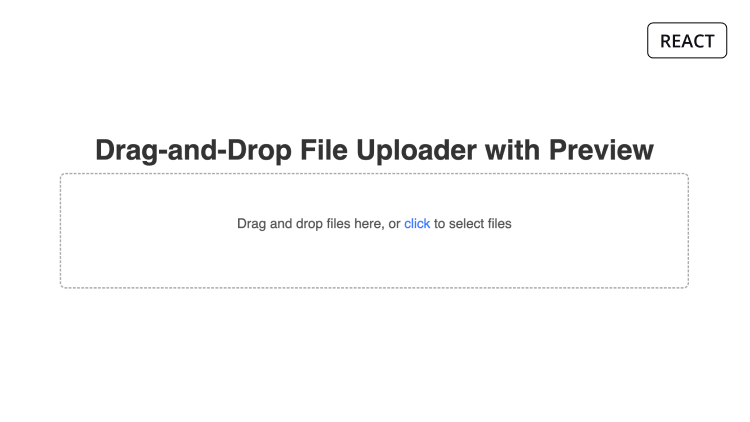 REACT
Drag-and-Drop File Uploader with Preview
Drag and drop files here, or click to select files